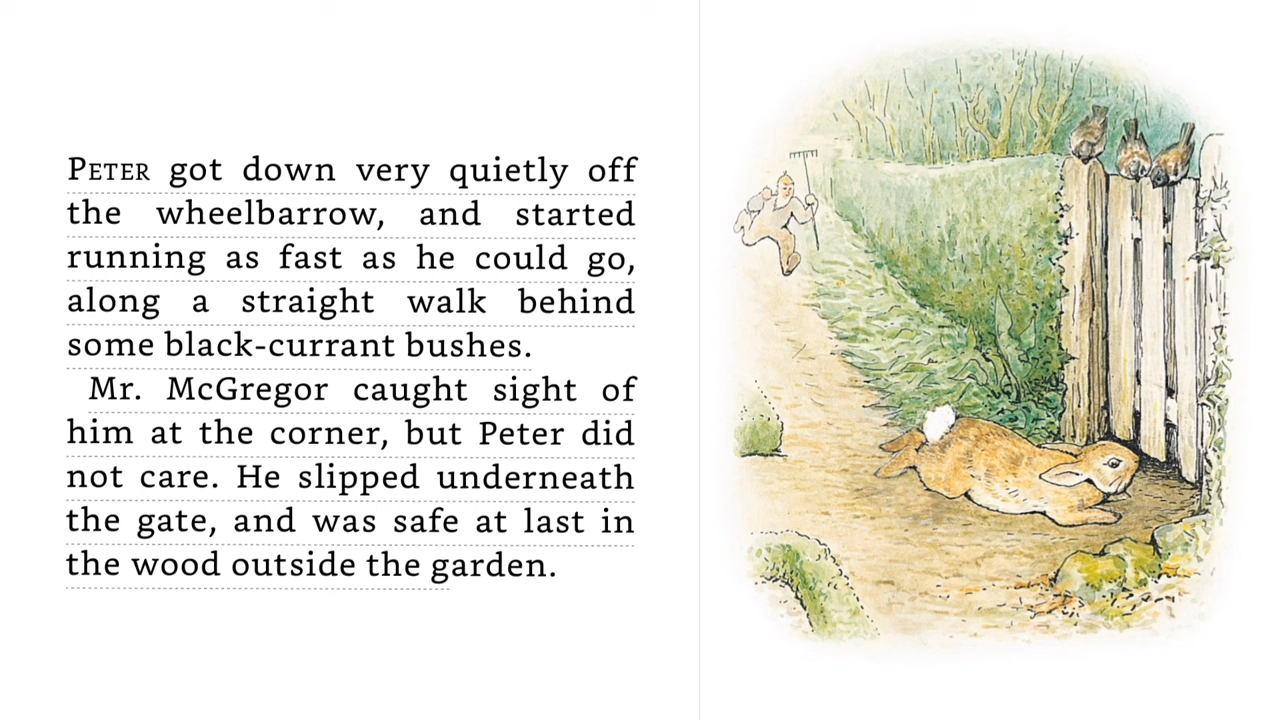 PETER got down very quietly off
the wheelbarrow, and started
running as fast as he could go,
along a straight walk behind
some black-currant bushes.
Mr. McGregor caught sight of
him at the corner, but Peter did
not care. He slipped underneath
the gate, and was safe at last in
the wood outside the garden.